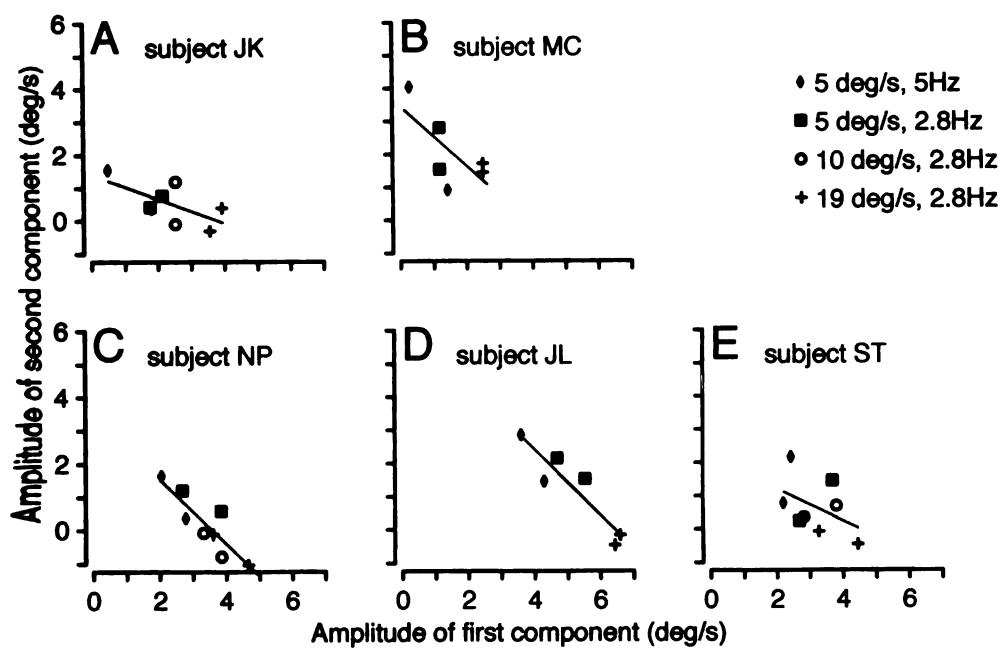 A subject JK
B subject MC
5 deg/s, 5Hz
5 deg/s, 2.8Hz
10 deg/s, 2.8Hz
19 deg/s, 2.8Hz
6
4
2
0
Amplitude of second component (deg/s)
C subject NP
D subject JL
E subject ST
6
4
2
0
0 2 4 6
0 2 4 6
0 2 4 6
Amplitude of first component (deg/s)